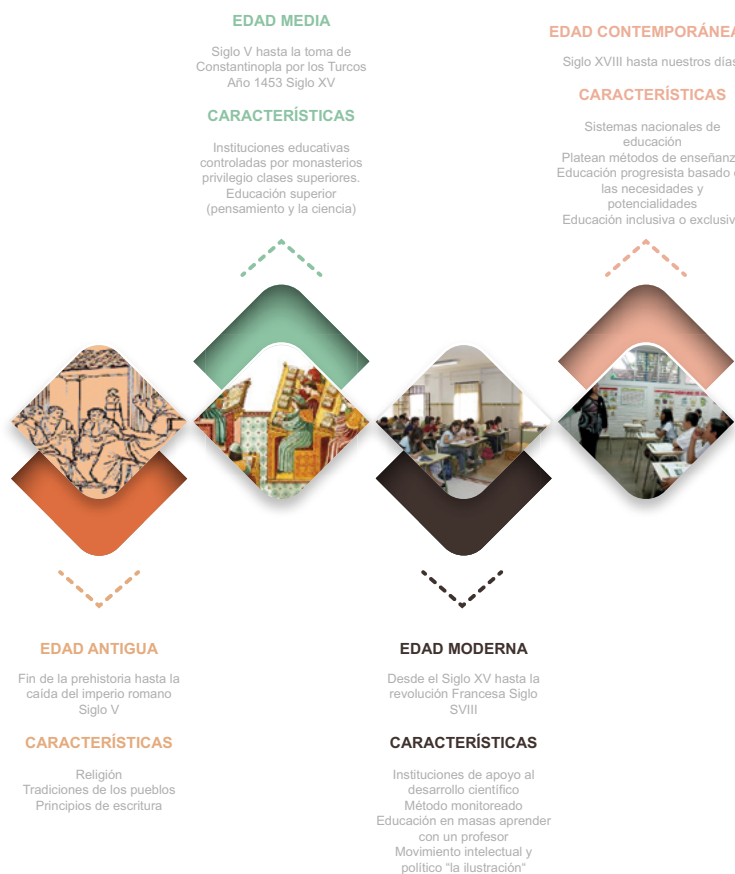 EDAD MEDIA
Siglo V hasta la toma de
Constantinopla por los Turcos
Año 1453 Siglo XV
CARACTERÍSTICAS
Instituciones educativas
controladas por monasterios
privilegio clases superiores.
Educación superior
(pensamiento y la ciencia)
EDAD CONTEMPORÁNEA
Siglo XVIII hasta nuestros días
CARACTERÍSTICAS
Sistemas nacionales de
educación
Platean métodos de enseñanz
Educación progresista basado
las necesidades y
potencialidades
Educación inclusiva o exclusiv
EDAD ANTIGUA
Fin de la prehistoria hasta la
caída del imperio romano
Siglo V
CARACTERÍSTICAS
Religión
Tradiciones de los pueblos
Principios de escritura
EDAD MODERNA
Desde el Siglo XV hasta la
revolución Francesa Siglo
SVIII
CARACTERÍSTICAS
Instituciones de apoyo al
desarrollo científico
Método monitoreado
Educación en masas aprender
con un profesor
Movimiento intelectual y
político "la ilustración"